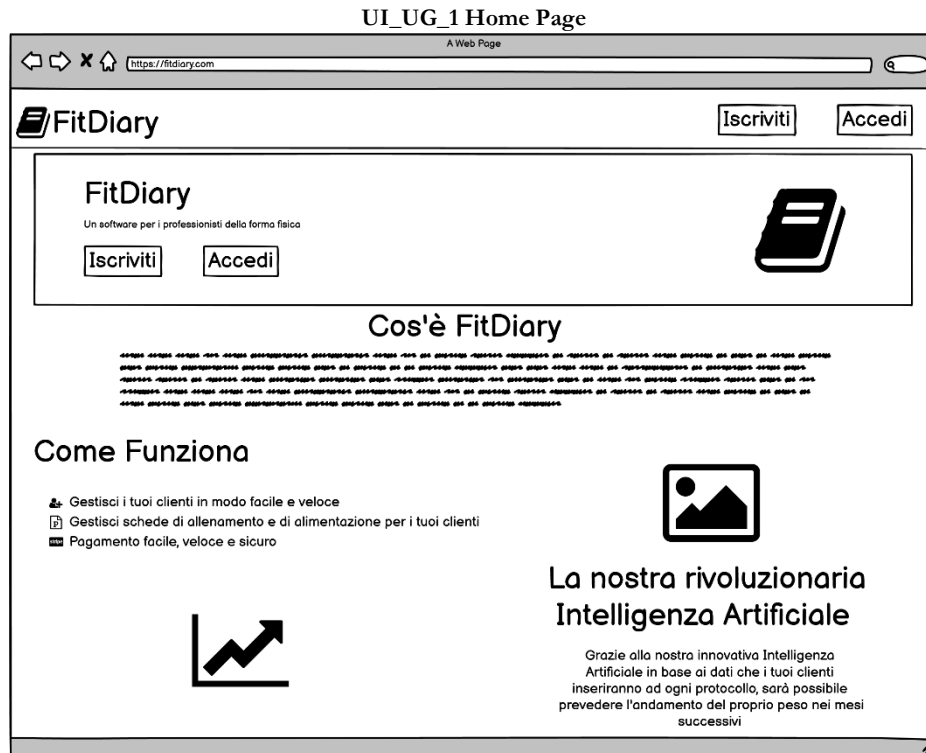 UI_UG_1 Home Page
A Web Page
https://fitdiary.com
FitDiary
Iscriviti
Accedi
FitDiary
Un software per i professionisti della forma fisica
Iscriviti
Accedi
Cos'è FitDiary
Come Funziona
Gestisci i tuoi clienti in modo facile e veloce
Gestisci schede di allenamento e di alimentazione per i tuoi clienti
stripe
Pagamento facile, veloce e sicuro
La nostra rivoluzionaria
Intelligenza Artificiale
Grazie alla nostra innovativa Intelligenza
Artificiale in base ai dati che i tuoi clienti
inseriranno ad ogni protocollo, sarà possibile
prevedere l'andamento del proprio peso nei mesi
successivi